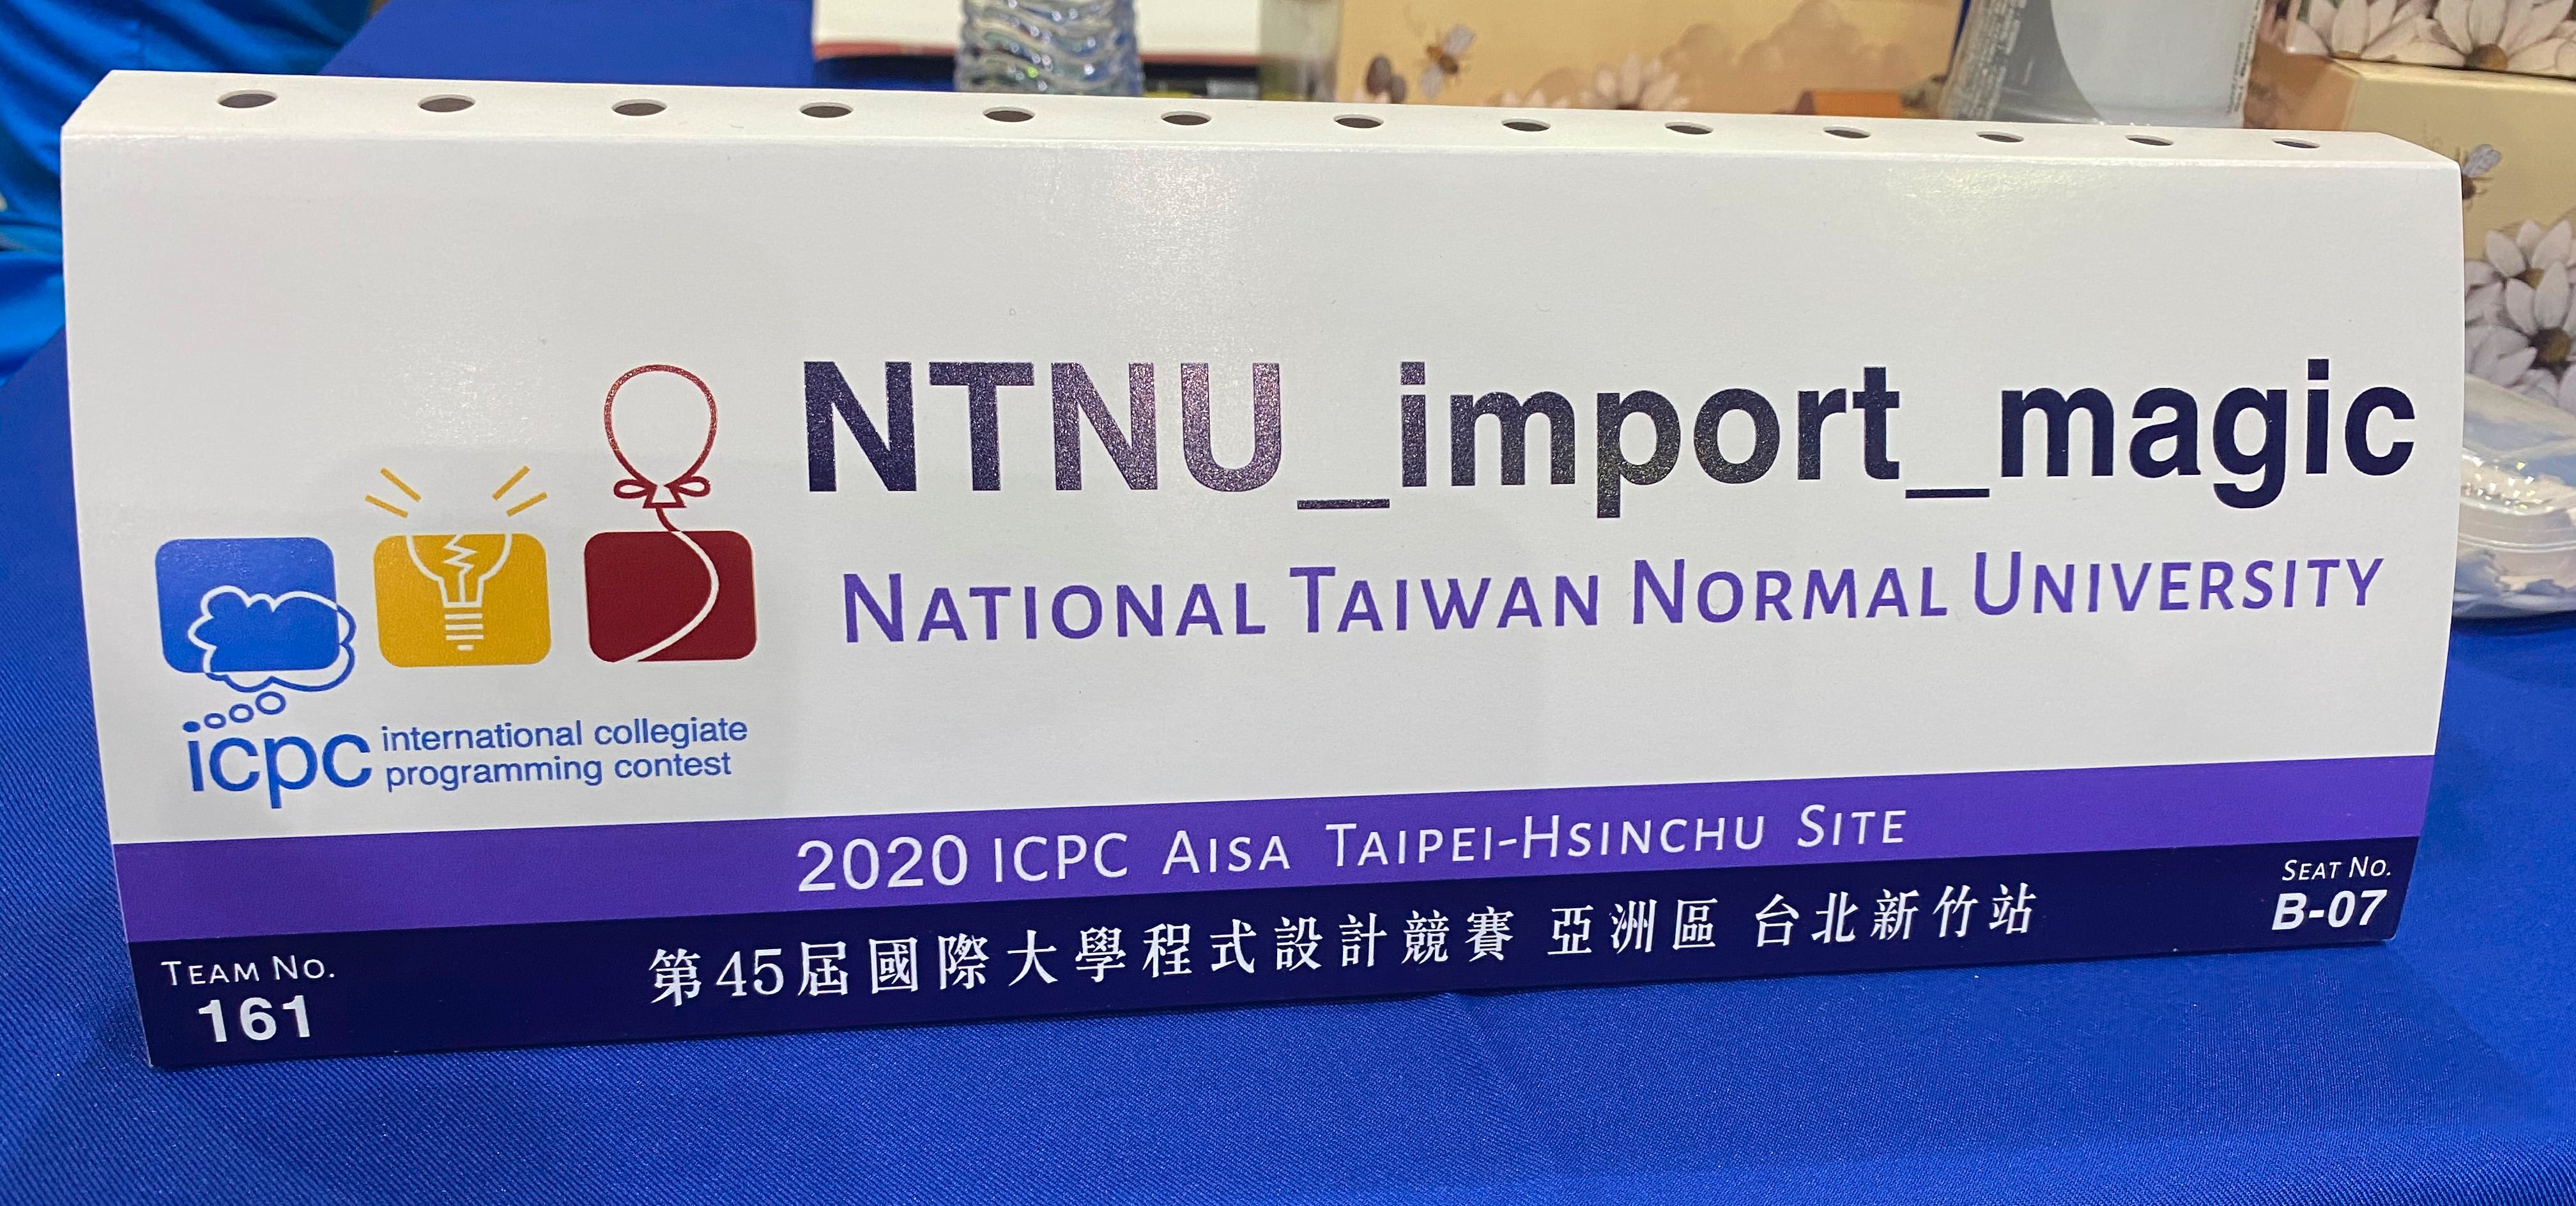 NTNU_import_magic
NATIONAL TAIWAN NORMAL UNIVERSITY
icpc international collegiate
programming contest
2020 ICPC AISA TAIPEI-HSINCHU SITE
第45屆國際大學程式設計競賽 亞洲區 台北新竹站
TEAM NO.
161
SEAT NO.
B-07